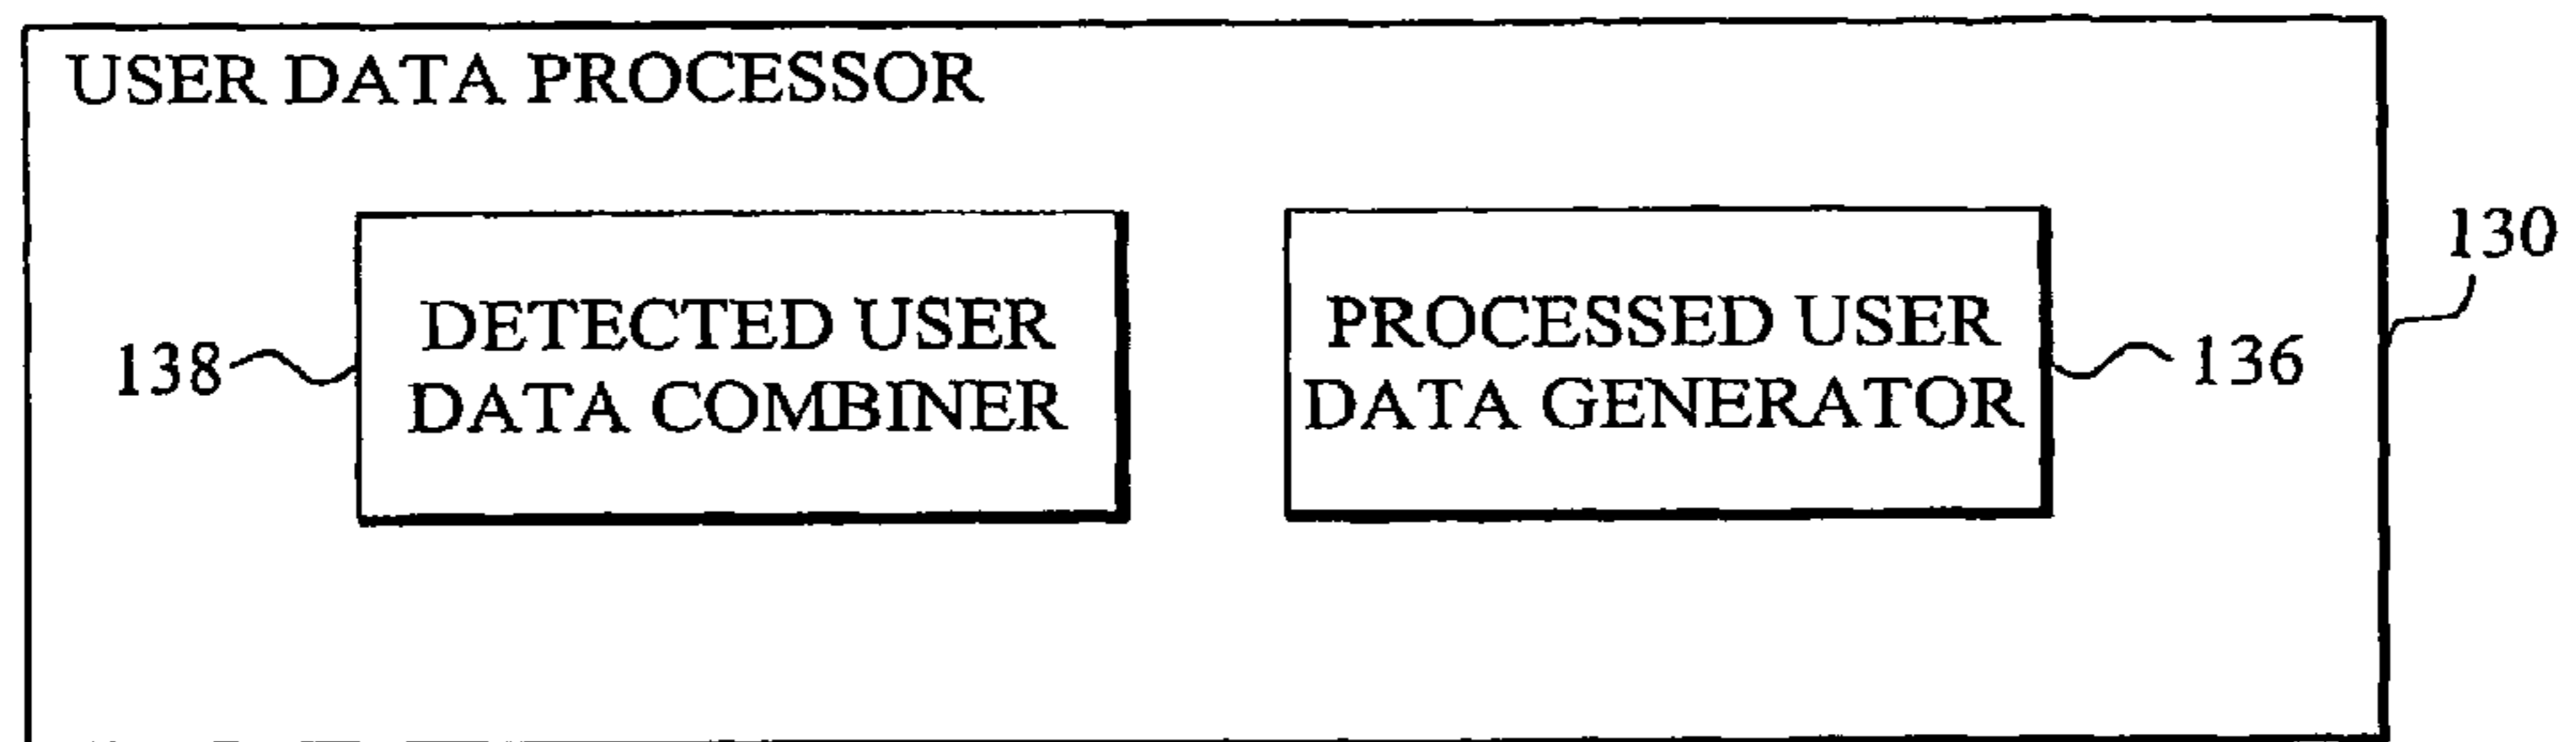 USER DATA PROCESSOR
130
138
DETECTED USER
DATA COMBINER
PROCESSED USER
DATA GENERATOR
136